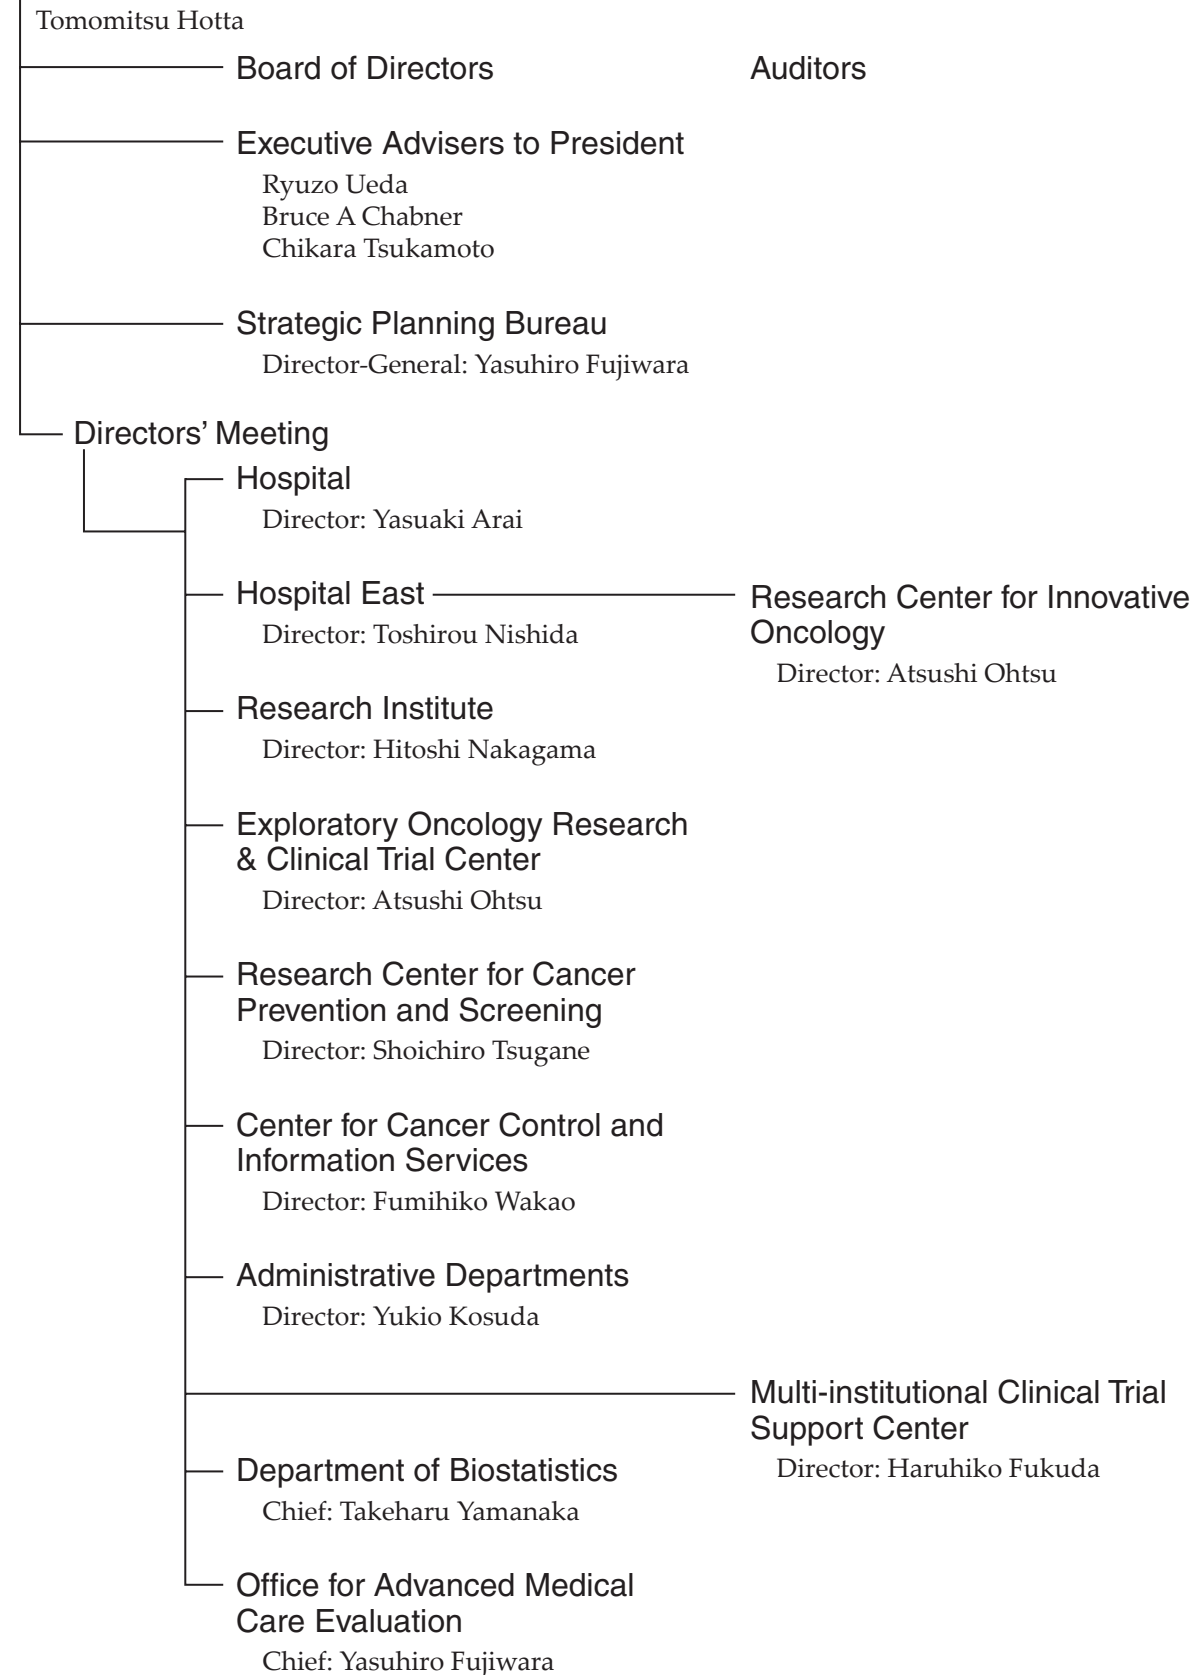 Tomomitsu Hotta
Board of Directors
Auditors
Executive Advisers to President
Ryuzo Ueda
Bruce A Chabner
Chikara Tsukamoto
Strategic Planning Bureau
Director-General: Yasuhiro Fujiwara
Directors’ Meeting
Hospital
Director: Yasuaki Arai
Hospital East
Director: Toshirou Nishida
Research Center for Innovative
Oncology
Director: Atsushi Ohtsu
Research Institute
Director: Hitoshi Nakagama
Exploratory Oncology Research
& Clinical Trial Center
Director: Atsushi Ohtsu
Research Center for Cancer
Prevention and Screening
Director: Shoichiro Tsugane
Center for Cancer Control and
Information Services
Director: Fumihiko Wakao
Administrative Departments
Director: Yukio Kosuda
Multi-institutional Clinical Trial
Support Center
Director: Haruhiko Fukuda
Department of Biostatistics
Chief: Takeharu Yamanaka
Office for Advanced Medical
Care Evaluation
Chief: Yasuhiro Fujiwara